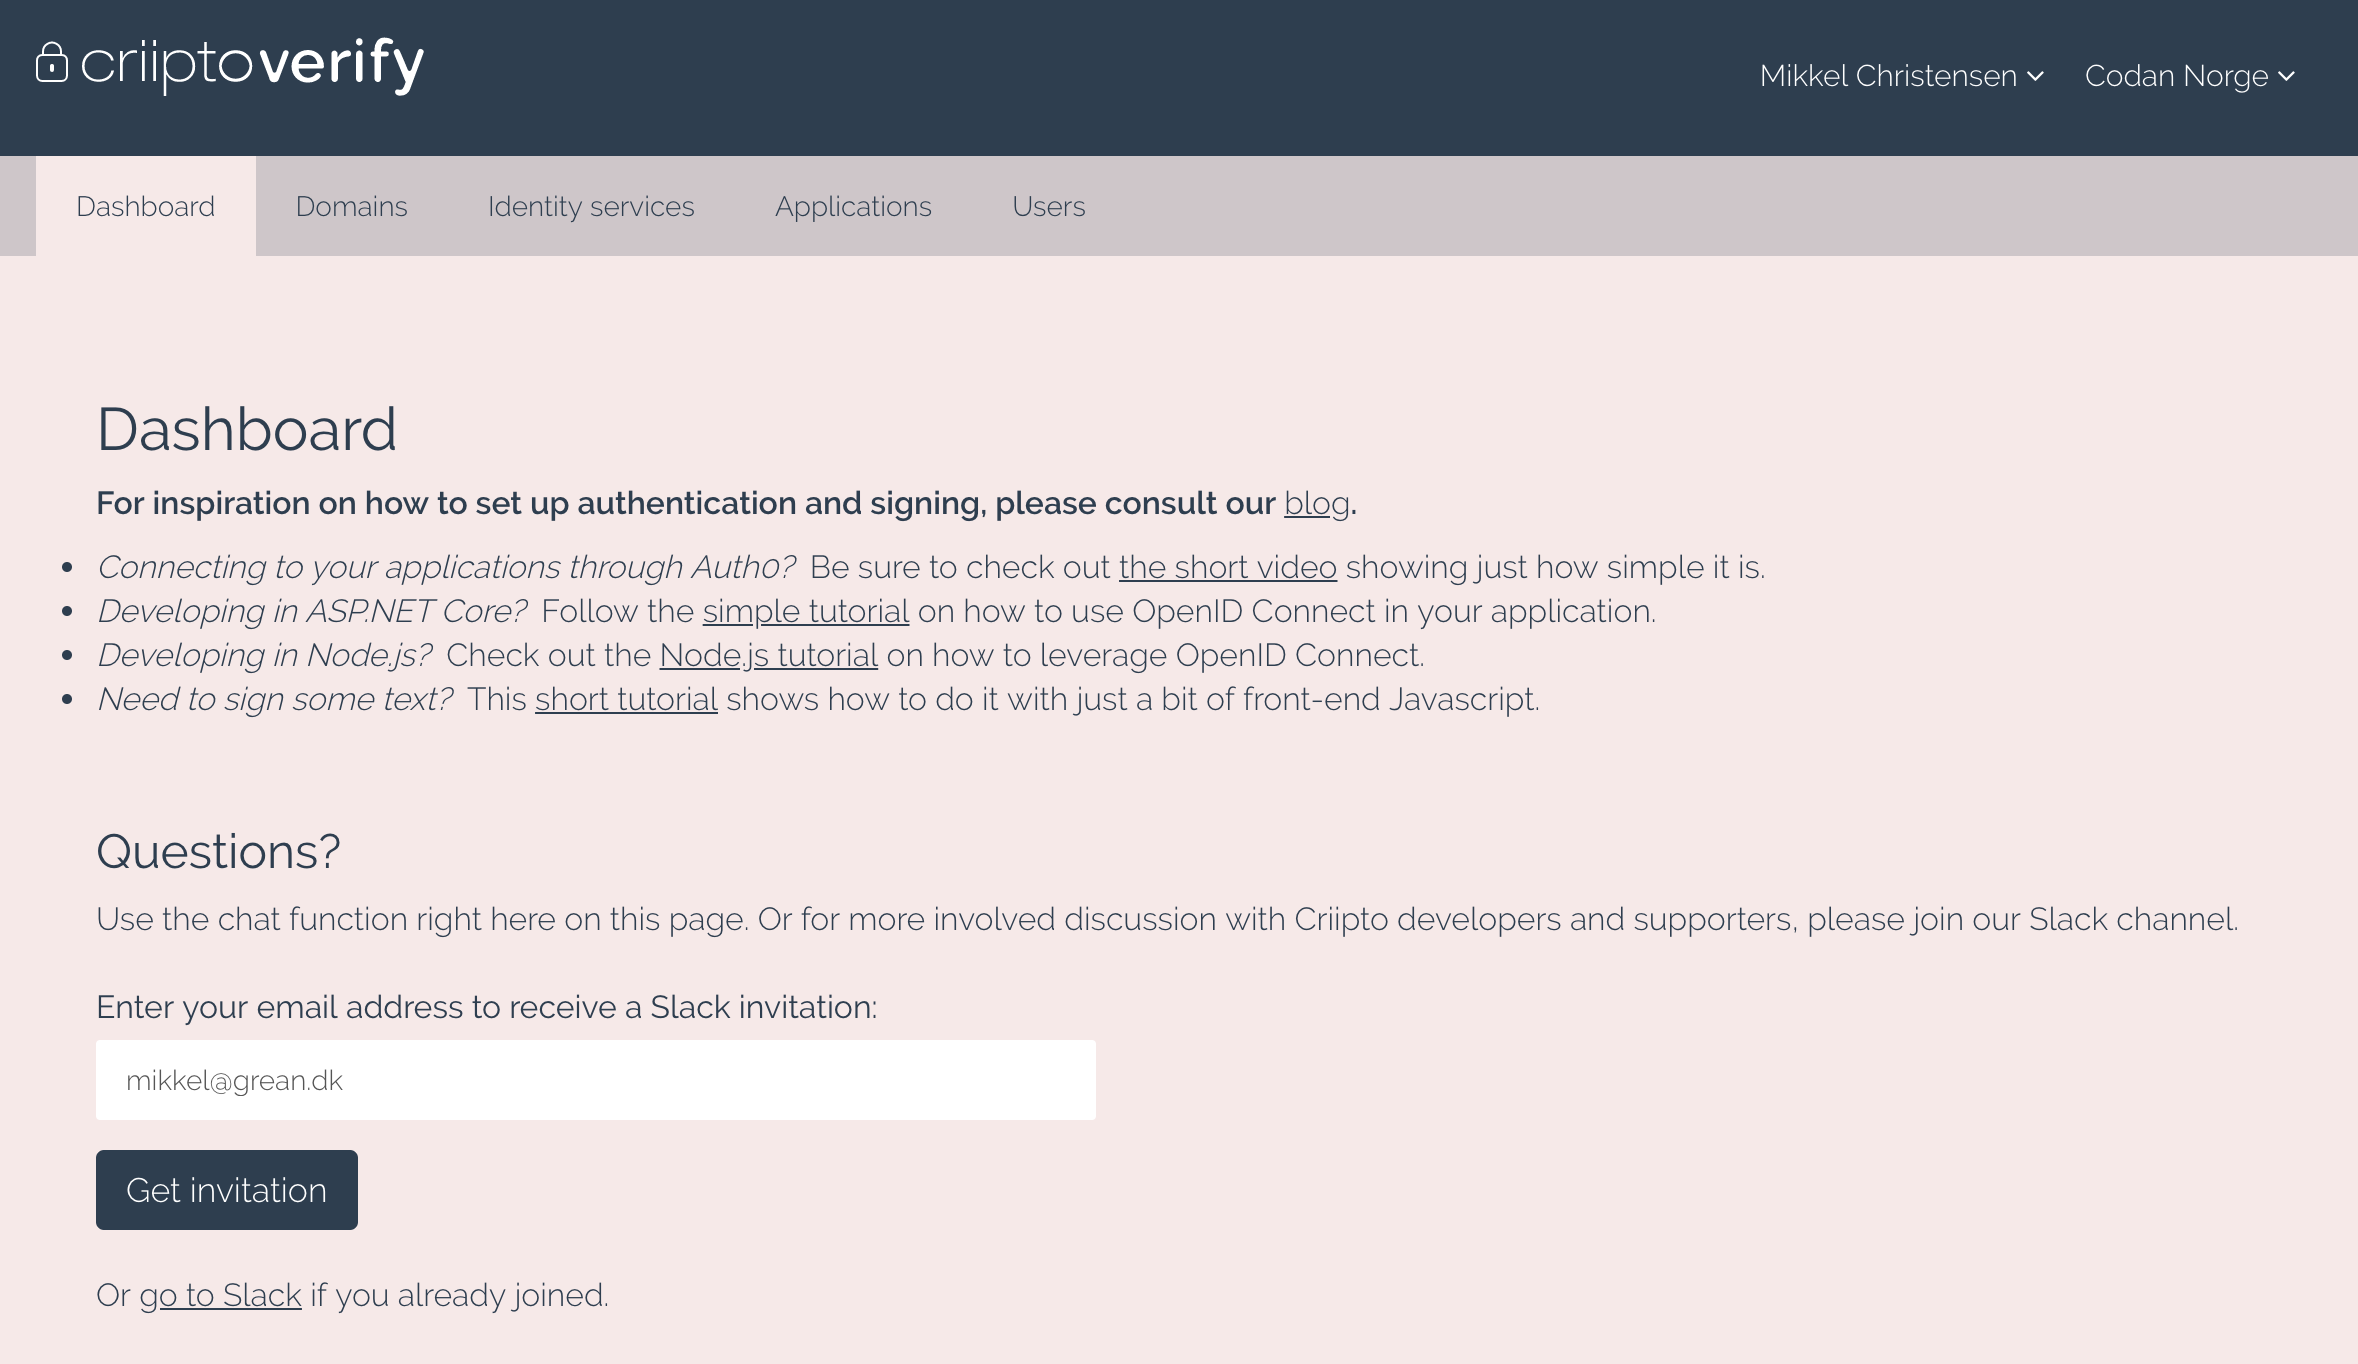 criiptoverify
Mikkel Christensen
Codan Norge
Dashboard
Domains
Identity services
Applications
Users
Dashboard
For inspiration on how to set up authentication and signing, please consult our blog.
Connecting to your applications through Auth0? Be sure to check out the short video showing just how simple it is.
Developing in ASP.NET Core? Follow the simple tutorial on how to use OpenID Connect in your application.
Developing in Node.js? Check out the Node.js tutorial on how to leverage OpenID Connect.
Need to sign some text? This short tutorial shows how to do it with just a bit of front-end Javascript.
Questions?
Use the chat function right here on this page. Or for more involved discussion with Criipto developers and supporters, please join our Slack channel.
Enter your email address to receive a Slack invitation:
mikkel@grean.dk
Get invitation
Or go to Slack if you already joined.